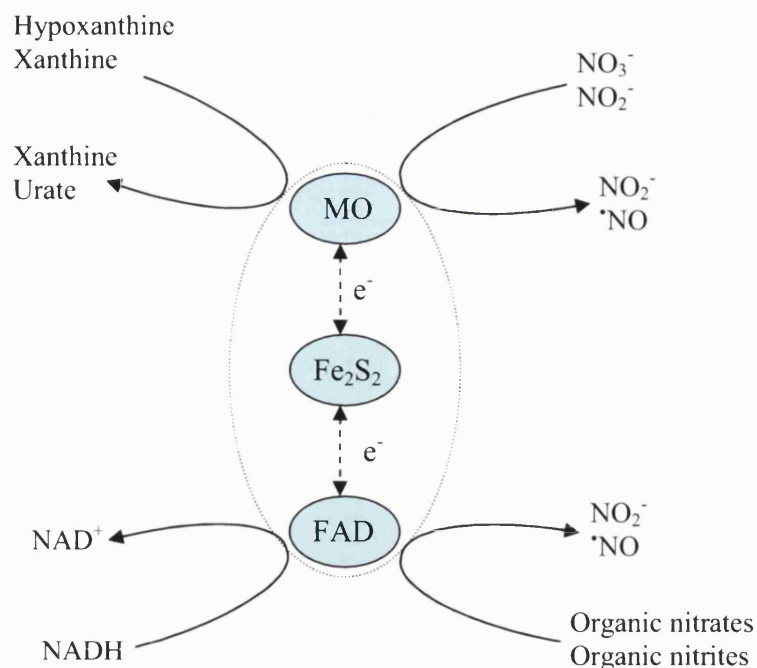 Hypoxanthine
Xanthine
NO₃⁻
NO₂⁻
Xanthine
Urate
NO₂⁻
•NO
MO
e⁻
Fe₂S₂
e⁻
FAD
NAD⁺
NO₂⁻
•NO
NADH
Organic nitrates
Organic nitrites